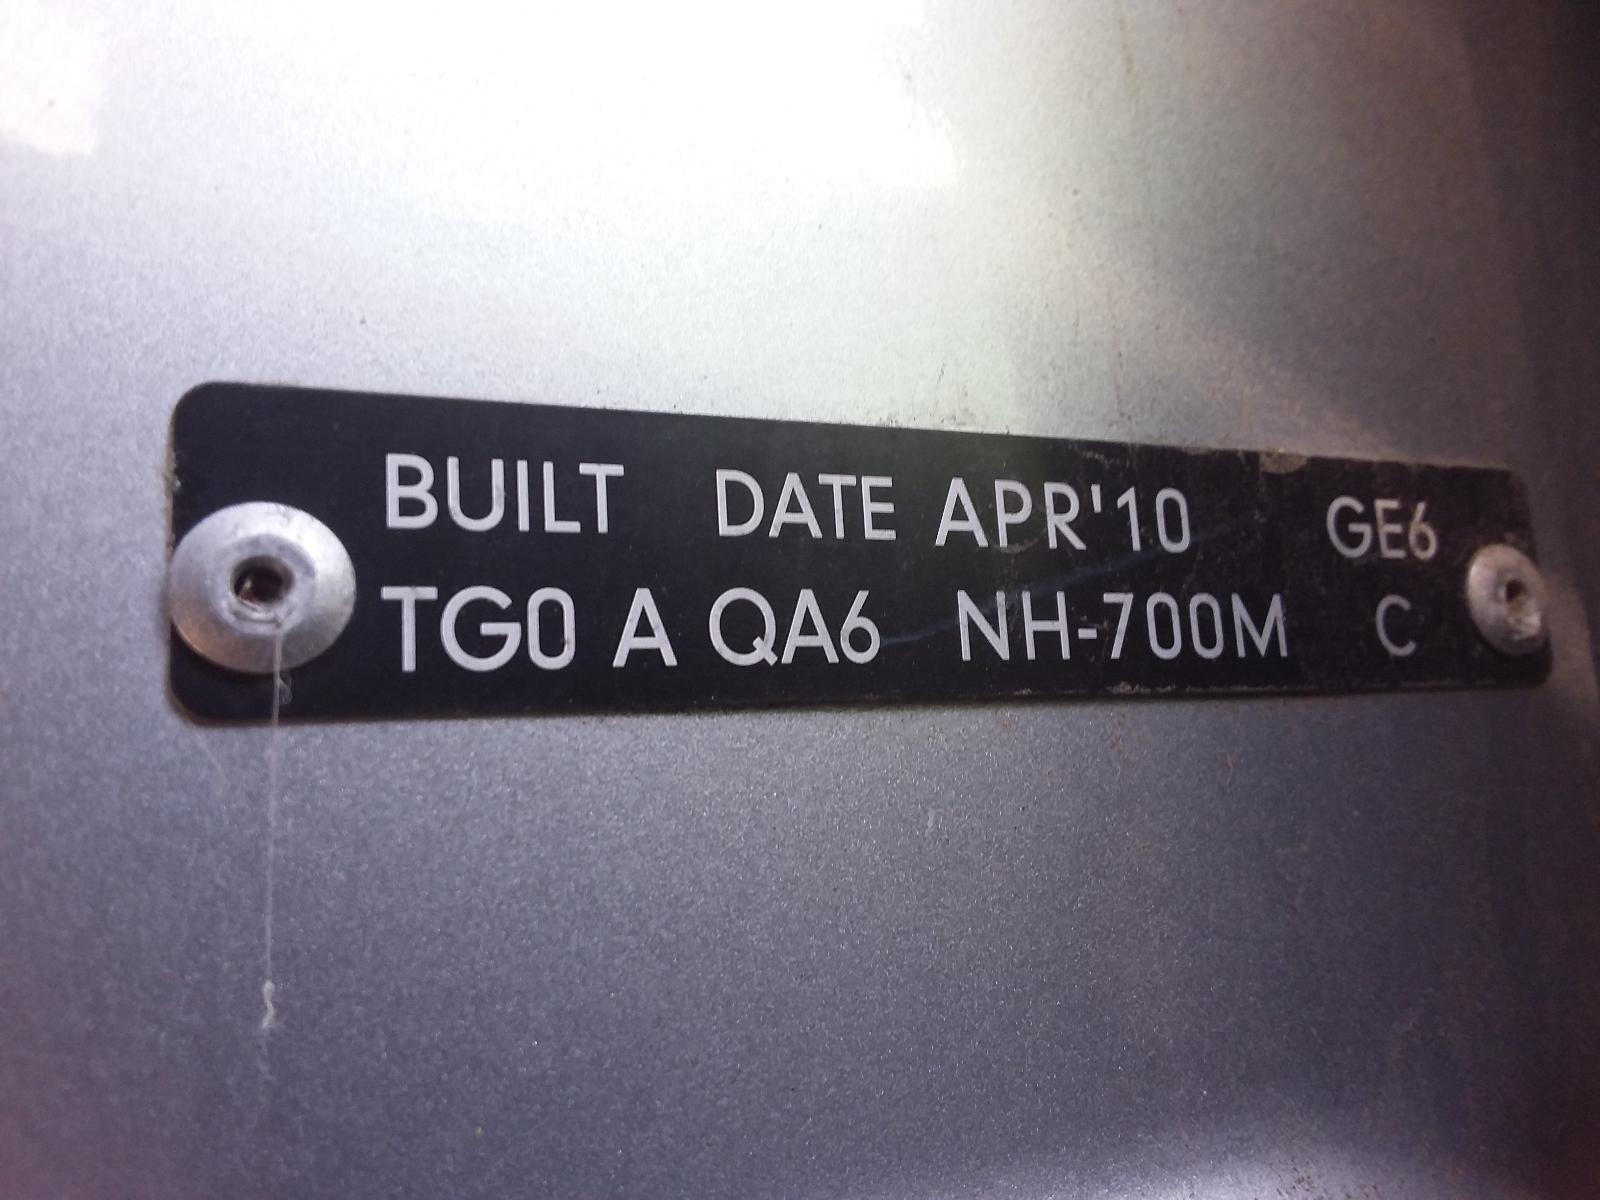 BUILT DATE APR'10 GE6
TG0 A QA6 NH-700M C